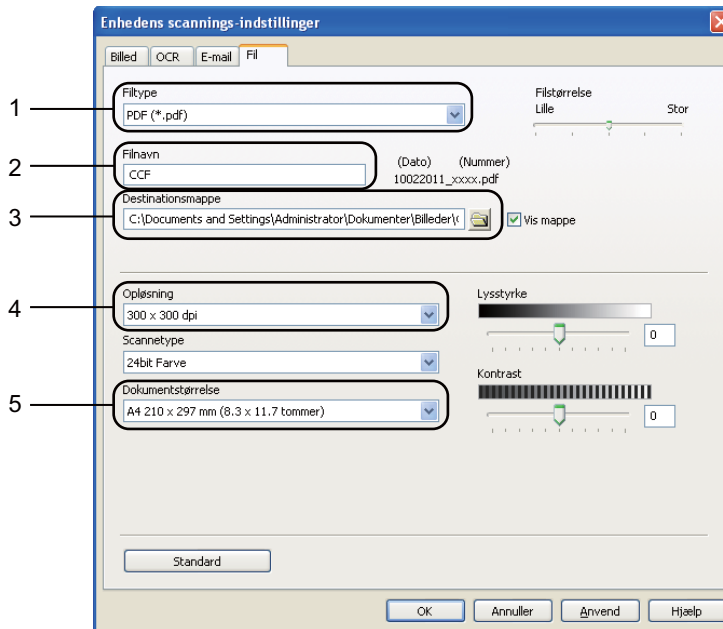 Enhedens scannings-indstillinger
Billed OCR E-mail Fil
1
Filtype
PDF (*.pdf)
Filstørrelse
Lille Stor
2
Filnavn
CCF
(Dato) (Nummer)
10022011_xxxx.pdf
3
Destinationsmappe
C:\Documents and Settings\Administrator\Dokumenter\Billeder\
Vis mappe
4
Opløsning
300 x 300 dpi
Scannetype
24bit Farve
5
Dokumentstørrelse
A4 210 x 297 mm (8.3 x 11.7 tommer)
Lysstyrke
0
Kontrast
0
Standard
OK Annuller Anvend Hjælp